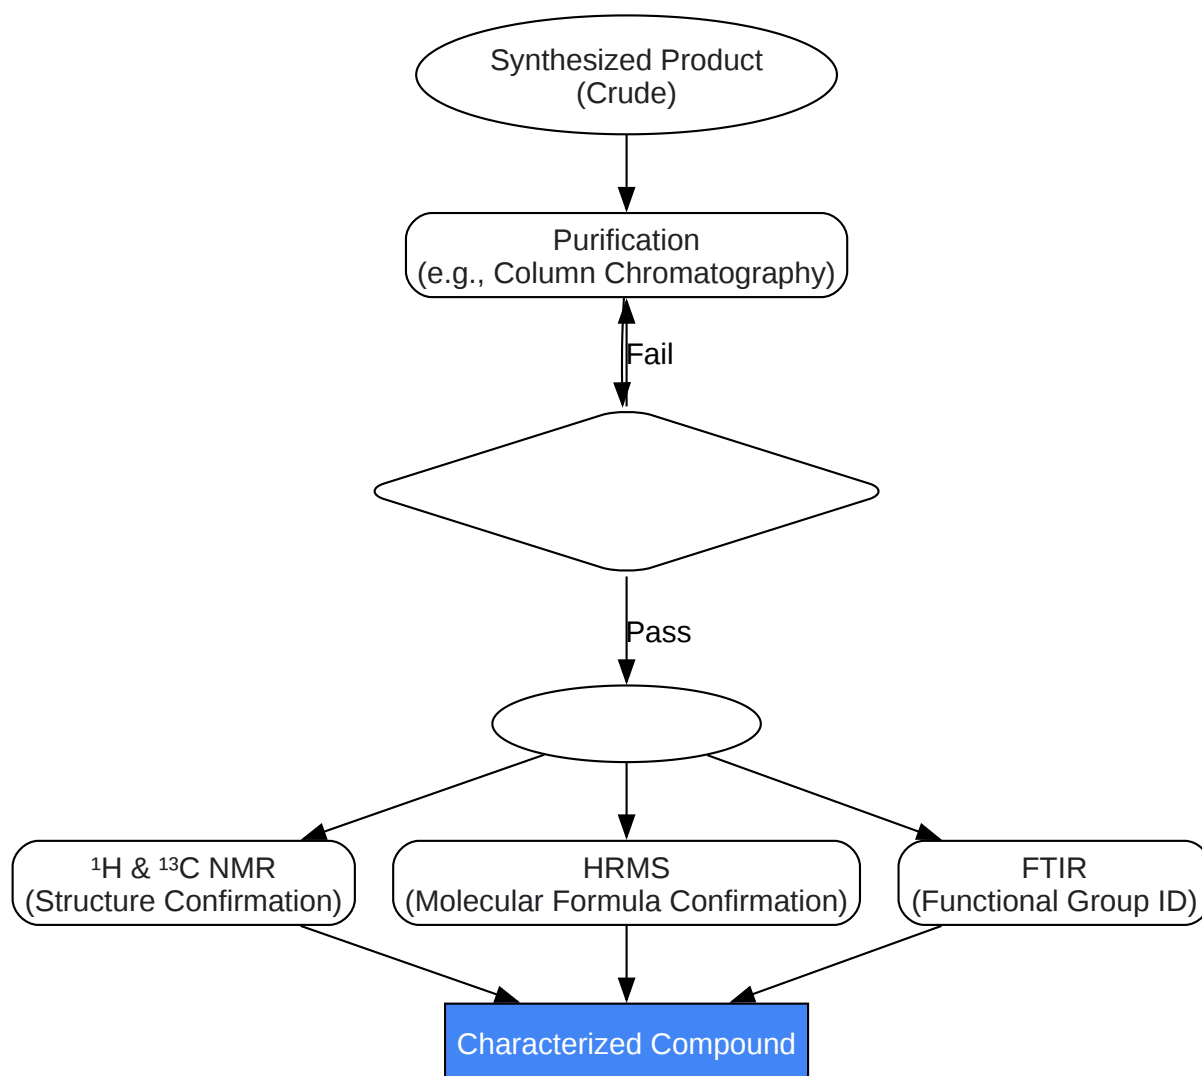 Synthesized Product
(Crude)
Purification
(e.g., Column Chromatography)
Fail
Pass
¹H & ¹³C NMR
(Structure Confirmation)
HRMS
(Molecular Formula Confirmation)
FTIR
(Functional Group ID)
Characterized Compound